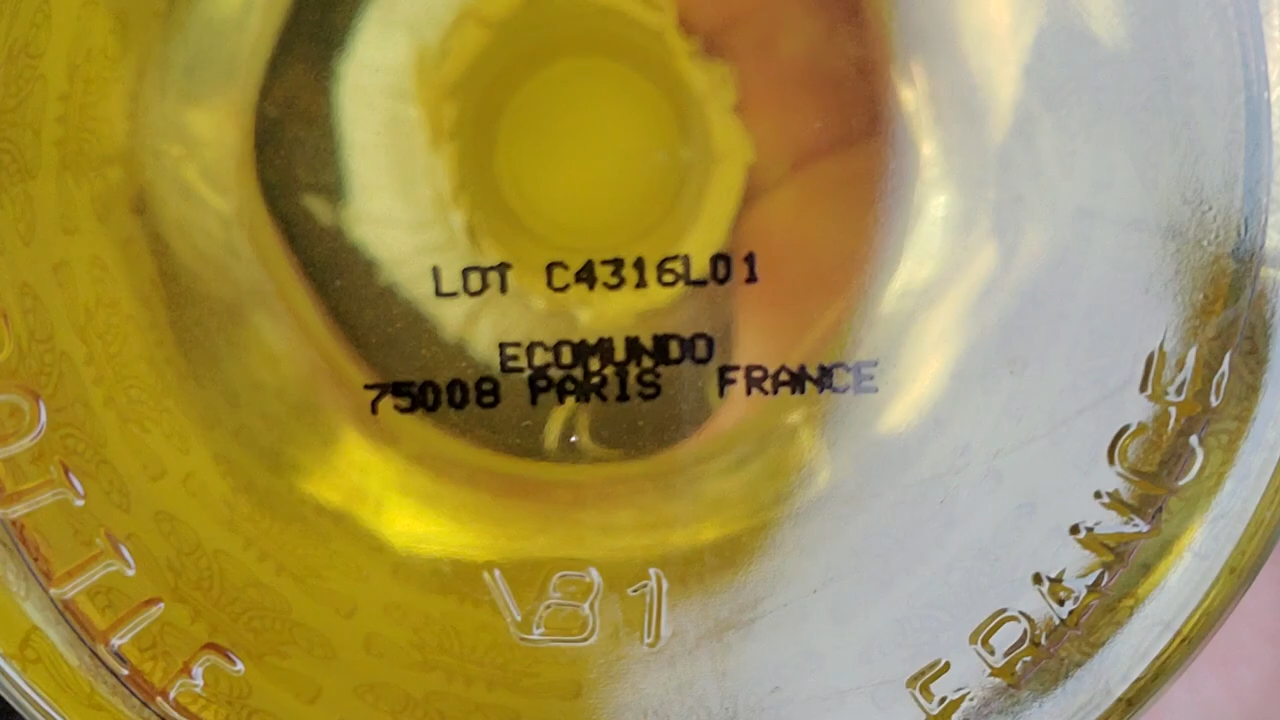 LOT C4316L01
ECOMUNDO
75008 PARIS FRANCE
V81
FRANCE